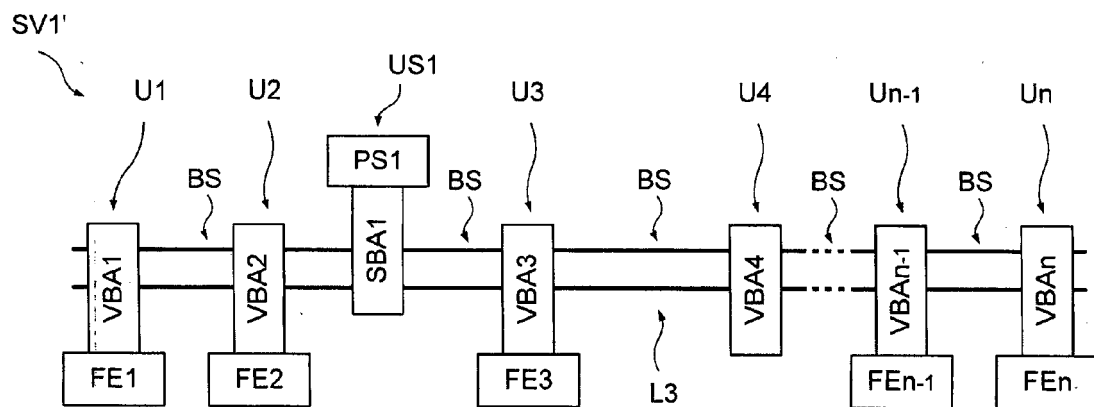 SV1'
US1
U1
U2
U3
U4
Un-1
Un
PS1
BS
BS
BS
BS
BS
VBA1
VBA2
SBA1
VBA3
VBA4
VBAn-1
VBAn
FE1
FE2
FE3
L3
FEn-1
FEn